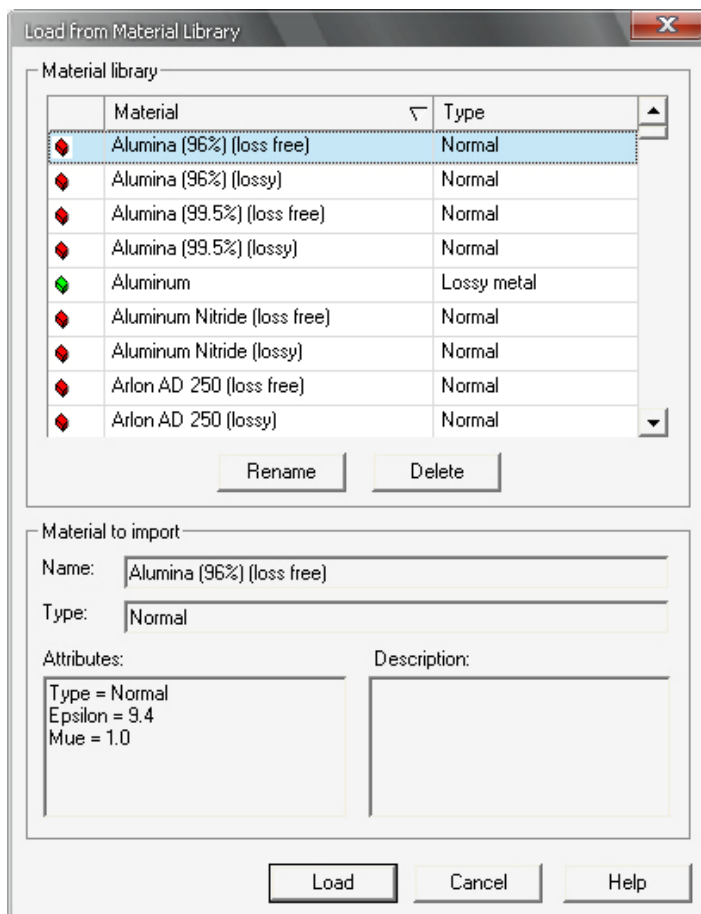 Load from Material Library
Material library
Material Type
Alumina (96%) (loss free) Normal
Alumina (96%) (lossy) Normal
Alumina (99.5%) (loss free) Normal
Alumina (99.5%) (lossy) Normal
Aluminum Lossy metal
Aluminum Nitride (loss free) Normal
Aluminum Nitride (lossy) Normal
Arlon AD 250 (loss free) Normal
Arlon AD 250 (lossy) Normal
Rename Delete
Material to import
Name: Alumina (96%) (loss free)
Type: Normal
Attributes: Description:
Type = Normal
Epsilon = 9.4
Mue = 1.0
Load Cancel Help